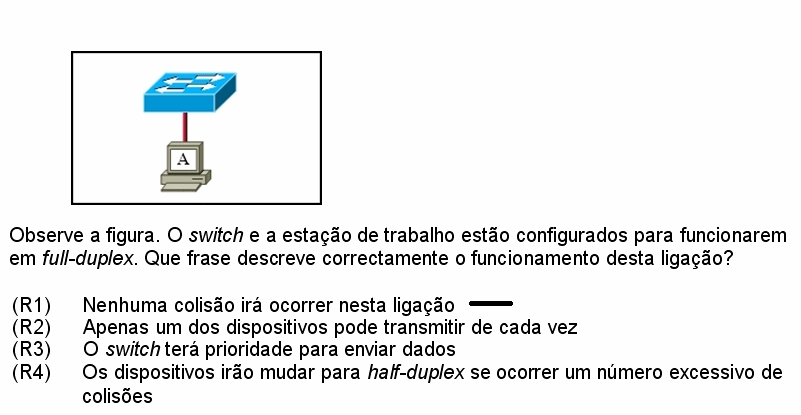 A
Observe a figura. O switch e a estação de trabalho estão configurados para funcionarem
em full-duplex. Que frase descreve correctamente o funcionamento desta ligação?
(R1) Nenhuma colisão irá ocorrer nesta ligação
(R2) Apenas um dos dispositivos pode transmitir de cada vez
(R3) O switch terá prioridade para enviar dados
(R4) Os dispositivos irão mudar para half-duplex se ocorrer um número excessivo de
colisões